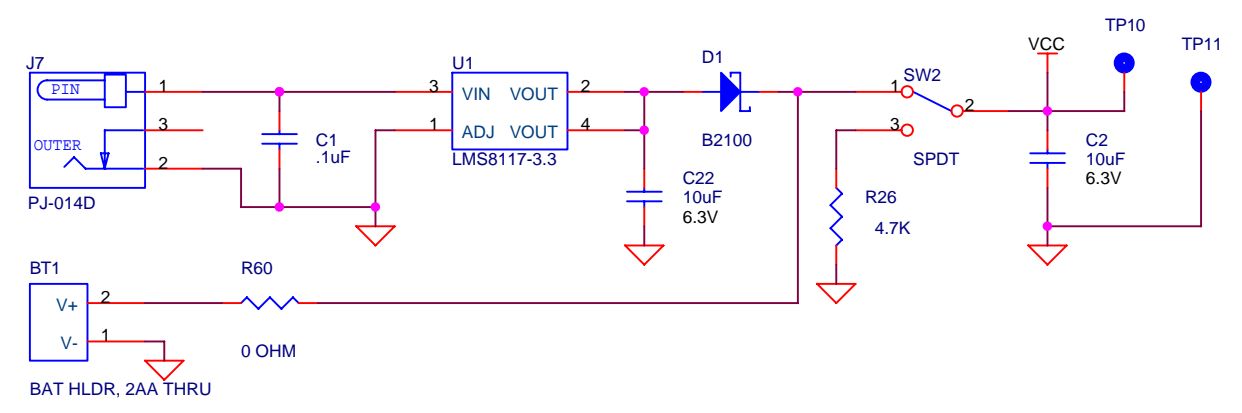 J7
PIN
OUTER
1
3
2
PJ-014D
C1
.1uF
U1
3 VIN VOUT 2
1 ADJ VOUT 4
LMS8117-3.3
C22
10uF
6.3V
D1
B2100
SW2
1
2
3
SPDT
R26
4.7K
VCC
TP10
TP11
C2
10uF
6.3V
BT1
V+ 2
V- 1
BAT HLDR, 2AA THRU
R60
0 OHM